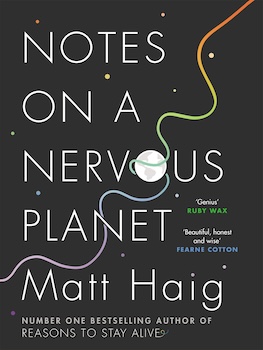 NOTES
ON A
NERVOUS
PLANET
'Genius'
RUBY WAX
'Beautiful, honest
and wise'
FEARNE COTTON
Matt Haig
NUMBER ONE BESTSELLING AUTHOR OF
REASONS TO STAY ALIVE